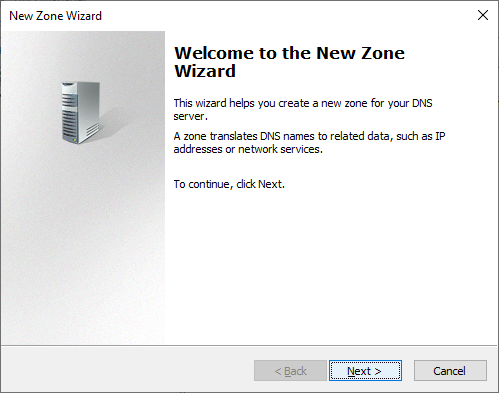 New Zone Wizard
Welcome to the New Zone
Wizard
This wizard helps you create a new zone for your DNS
server.
A zone translates DNS names to related data, such as IP
addresses or network services.
To continue, click Next.
< Back
Next >
Cancel